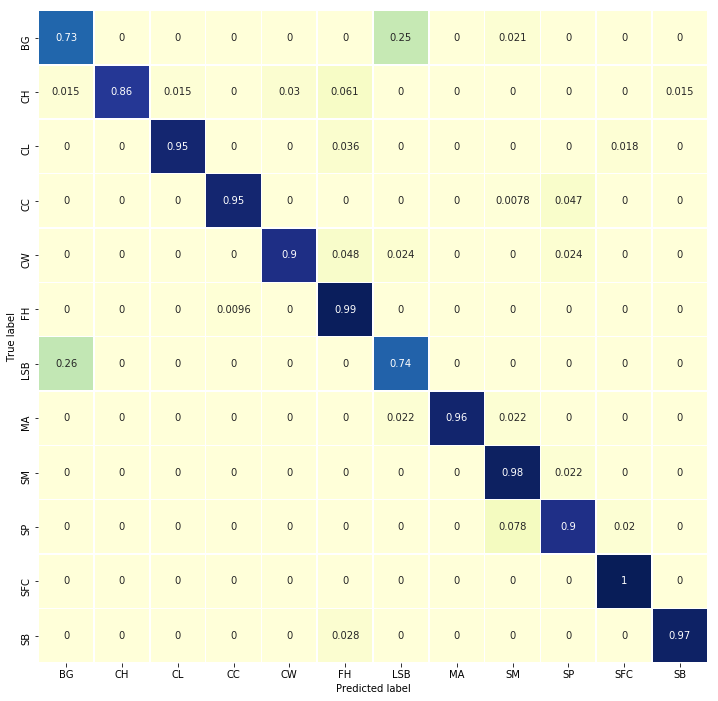 BG 0.73 0 0 0 0 0 0.25 0 0.021 0 0 0
CH 0.015 0.86 0.015 0 0.03 0.061 0 0 0 0 0 0.015
CL 0 0 0.95 0 0 0.036 0 0 0 0 0.018 0
CC 0 0 0 0.95 0 0 0 0 0.0078 0.047 0 0
CW 0 0 0 0 0.9 0.048 0.024 0 0 0.024 0 0
FH 0 0 0 0.0096 0 0.99 0 0 0 0 0 0
True label
LSB 0.26 0 0 0 0 0 0.74 0 0 0 0 0
MA 0 0 0 0 0 0 0.022 0.96 0.022 0 0 0
SM 0 0 0 0 0 0 0 0 0.98 0.022 0 0
SP 0 0 0 0 0 0 0 0 0.078 0.9 0.02 0
SFC 0 0 0 0 0 0 0 0 0 0 1 0
SB 0 0 0 0 0 0.028 0 0 0 0 0 0.97
BG CH CL CC CW FH LSB MA SM SP SFC SB
Predicted label